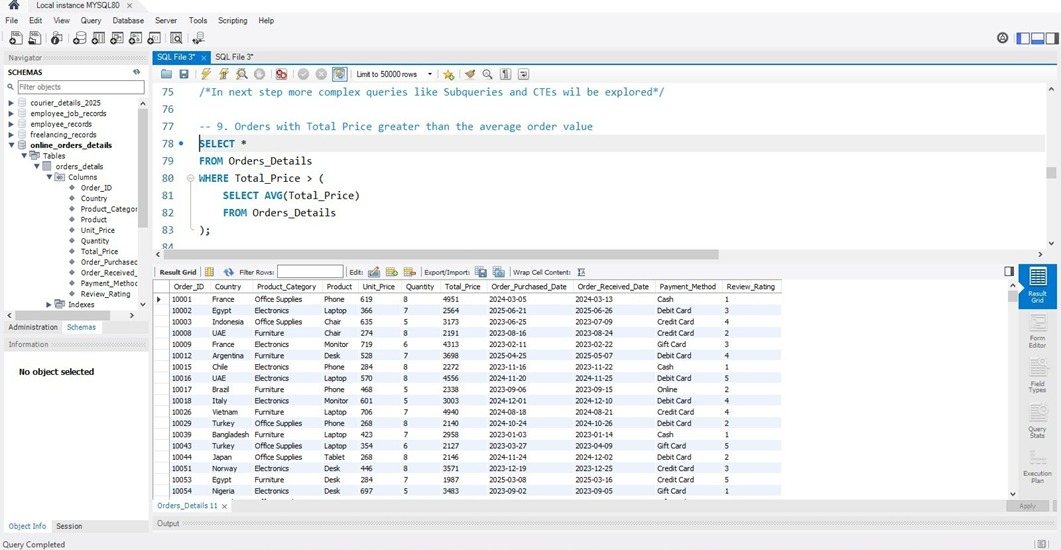 Local instance MYSQL80 ×
File Edit View Query Database Server Tools Scripting Help
Navigator
SCHEMAS
Filter objects
courier_details_2025
employee_job_records
employee_records
freelancing_records
online_orders_details
Tables
orders_details
Columns
Order_ID
Country
Product_Categor
Product
Unit_Price
Quantity
Total_Price
Order_Purchased
Order_Received_
Payment_Method
Review_Rating
Indexes
Administration Schemas
Information
No object selected
Object Info Session
Query Completed
SQL File 3* × SQL File 3*
Limit to 50000 rows
75 /*In next step more complex queries like Subqueries and CTEs wil be explored*/
76
77 -- 9. Orders with Total Price greater than the average order value
78 SELECT *
79 FROM Orders_Details
80 WHERE Total_Price > (
81 SELECT AVG(Total_Price)
82 FROM Orders_Details
83 );
84
Result Grid Filter Rows: Edit: Export/Import: Wrap Cell Content:
Order_ID Country Product_Category Product Unit_Price Quantity Total_Price Order_Purchased_Date Order_Received_Date Payment_Method Review_Rating
10001 France Office Supplies Phone 619 8 4951 2024-03-05 2024-03-13 Cash 1
10002 Egypt Electronics Laptop 366 7 2564 2025-06-21 2025-06-26 Debit Card 3
10003 Indonesia Office Supplies Chair 635 5 3173 2023-06-25 2023-07-09 Credit Card 4
10008 UAE Furniture Chair 274 8 2191 2023-08-16 2023-08-24 Credit Card 2
10009 France Electronics Monitor 719 6 4313 2023-02-11 2023-02-22 Gift Card 3
10012 Argentina Furniture Desk 528 7 3698 2025-04-25 2025-05-07 Debit Card 4
10015 Chile Electronics Phone 284 8 2272 2023-11-16 2023-11-22 Cash 1
10016 UAE Electronics Laptop 570 8 4556 2024-11-20 2024-11-25 Debit Card 5
10017 Brazil Furniture Phone 468 5 2338 2023-09-06 2023-09-15 Online 2
10018 Italy Electronics Monitor 601 5 3003 2024-12-01 2024-12-10 Debit Card 4
10026 Vietnam Furniture Laptop 706 7 4940 2024-08-18 2024-08-21 Credit Card 4
10029 Turkey Office Supplies Phone 268 8 2140 2024-10-24 2024-10-26 Debit Card 2
10039 Bangladesh Furniture Laptop 423 7 2958 2023-01-03 2023-01-14 Cash 1
10043 Turkey Office Supplies Laptop 354 6 2127 2023-03-27 2023-04-09 Gift Card 5
10044 Japan Office Supplies Tablet 268 8 2146 2024-11-24 2024-12-02 Debit Card 2
10051 Norway Electronics Desk 446 8 3571 2023-12-19 2023-12-25 Credit Card 3
10053 Egypt Furniture Desk 284 7 1987 2025-03-08 2025-03-16 Credit Card 5
10054 Nigeria Electronics Desk 697 5 3483 2023-09-02 2023-09-05 Gift Card 1
Result
Grid
Form
Editor
Field
Types
Query
Stats
Execution
Plan
Orders_Details 11 × Apply
Output